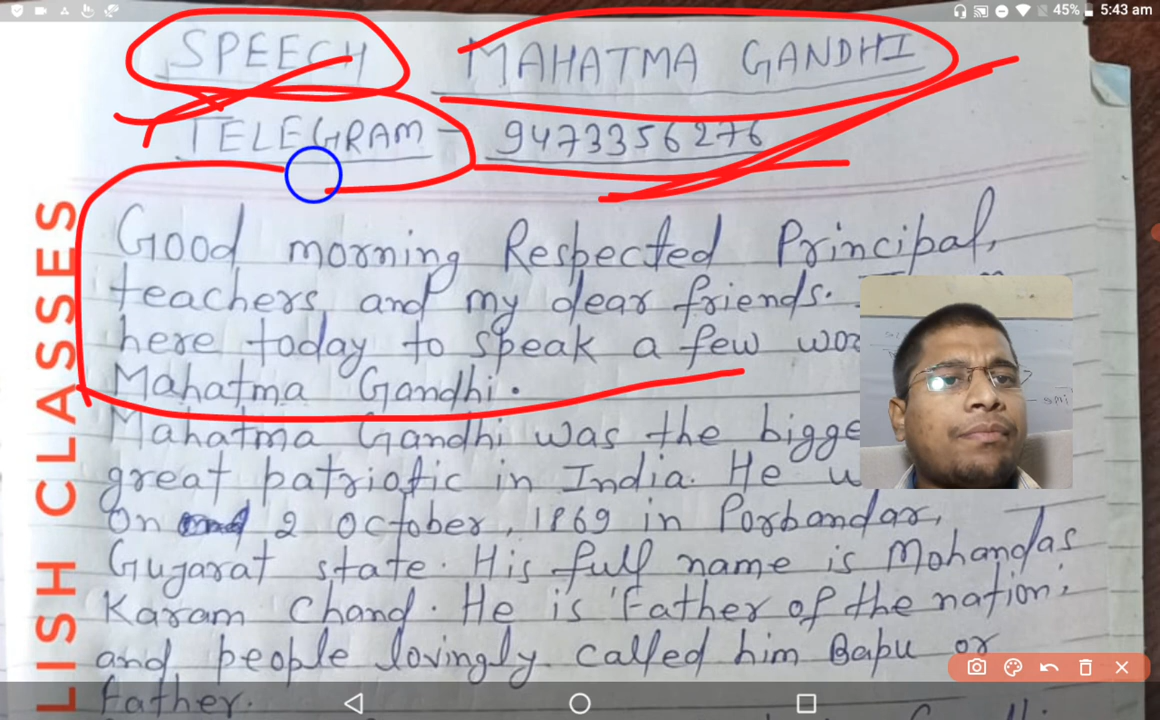 45% 5:43 am
SPEECH MAHATMA GANDHI
TELEGRAM - 9473356276
LISH CLASSES
Good morning Respected Principal,
teachers and my dear friends.
here today to speak a few
Mahatma Gandhi.
Mahatma Gandhi was the
great patriotic in India. He
On 2 October, 1869 in Porbandar,
Gujarat state. His full name is Mohandas
Karam Chand. He is 'Father of the nation'
and people lovingly called him Bapu or
father.